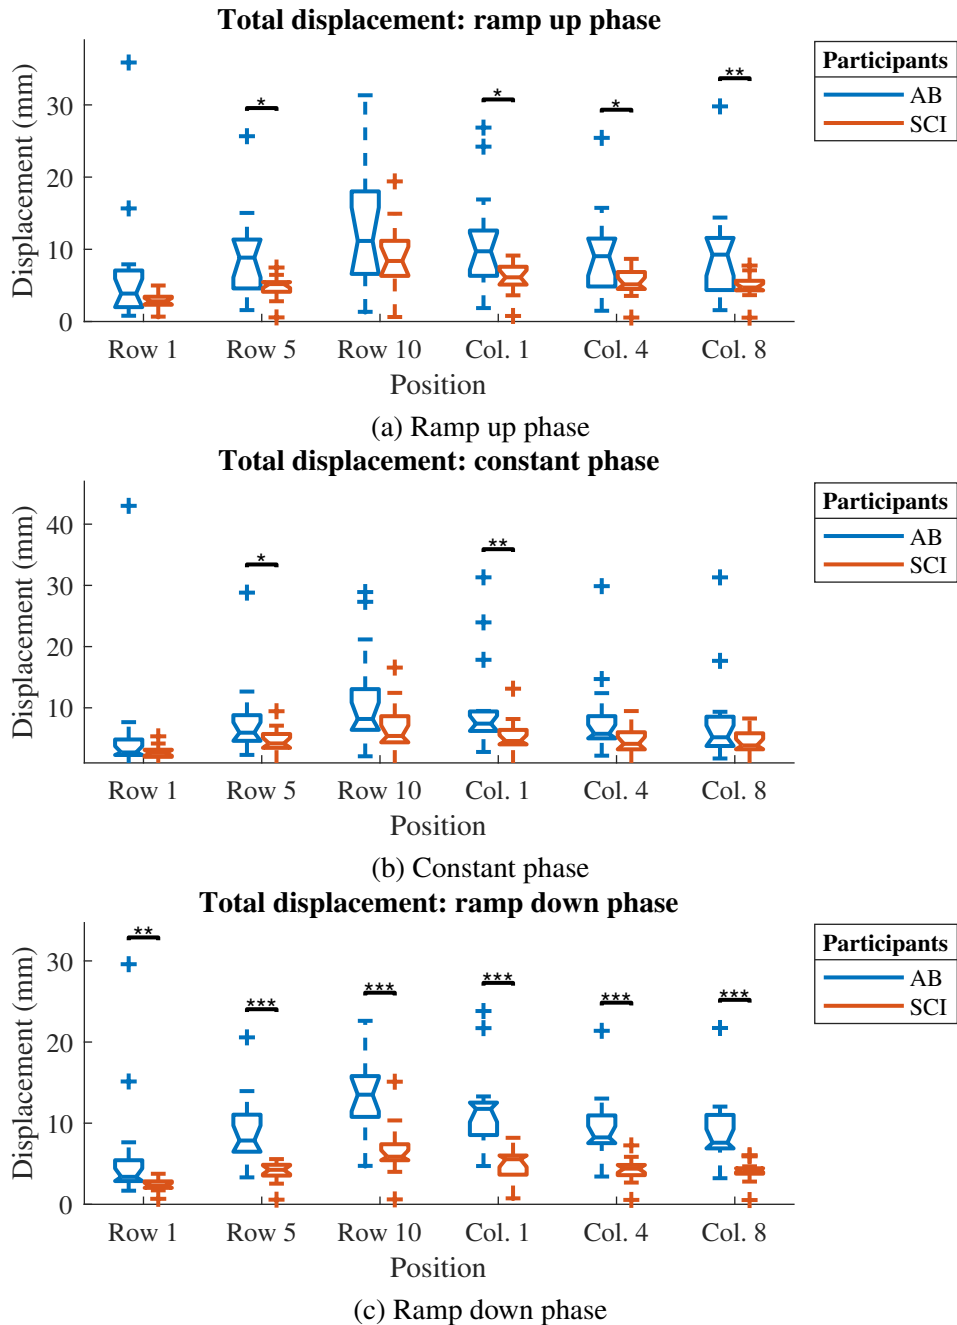 Total displacement: ramp up phase
Participants
AB
SCI
Displacement (mm)
30
20
10
0
*
*
*
**
Row 1 Row 5 Row 10 Col. 1 Col. 4 Col. 8
Position
(a) Ramp up phase
Total displacement: constant phase
Participants
AB
SCI
Displacement (mm)
40
30
20
10
*
**
Row 1 Row 5 Row 10 Col. 1 Col. 4 Col. 8
Position
(b) Constant phase
Total displacement: ramp down phase
Participants
AB
SCI
Displacement (mm)
30
20
10
0
**
***
***
***
***
***
Row 1 Row 5 Row 10 Col. 1 Col. 4 Col. 8
Position
(c) Ramp down phase